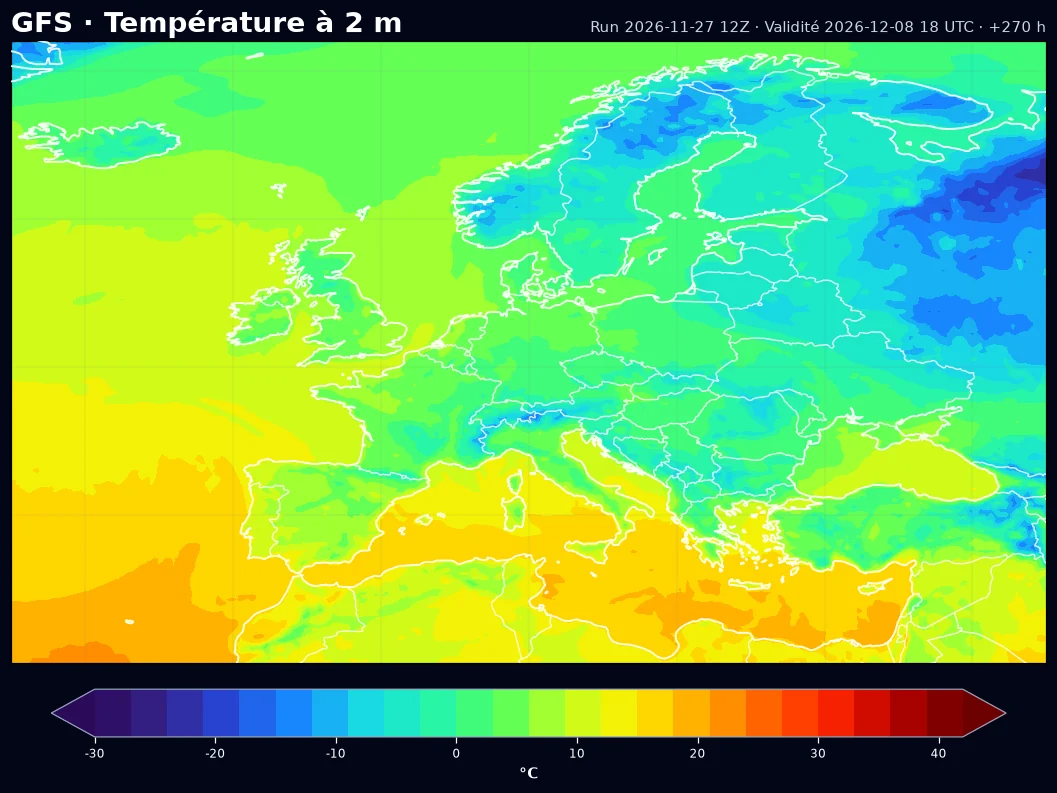 GFS · Température à 2 m
Run 2026-11-27 12Z · Validité 2026-12-08 18 UTC · +270 h
-30 -20 -10 0 10 20 30 40
°C